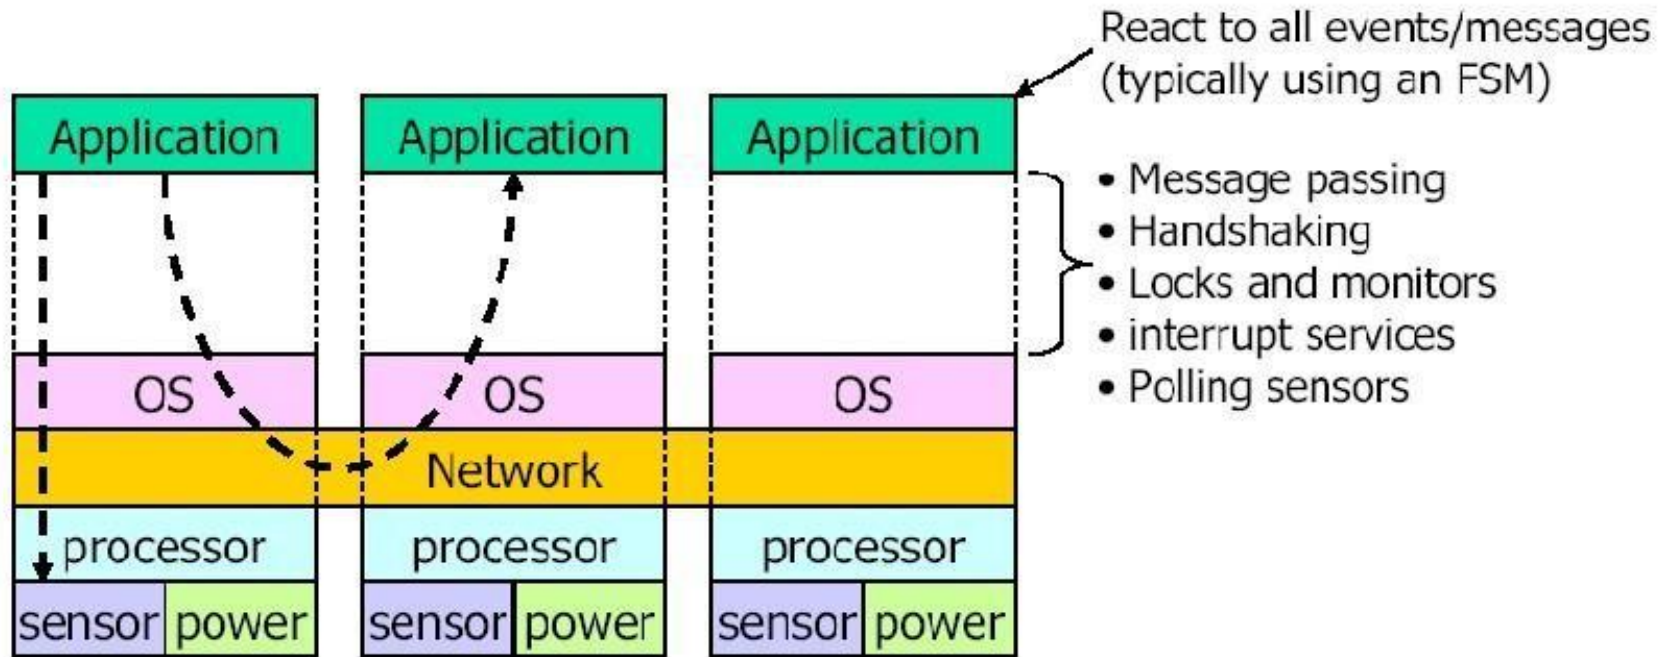 React to all events/messages
(typically using an FSM)
Application Application Application
• Message passing
• Handshaking
• Locks and monitors
• interrupt services
• Polling sensors
OS OS OS
Network
processor processor processor
sensor power sensor power sensor power